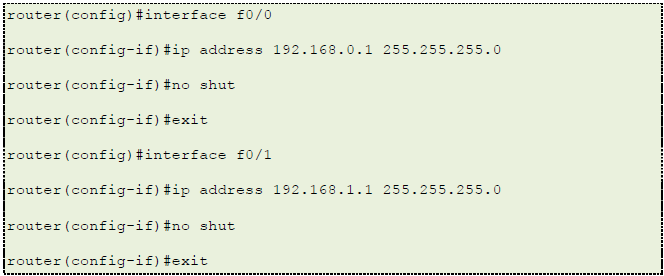 router(config)#interface f0/0
router(config-if)#ip address 192.168.0.1 255.255.255.0
router(config-if)#no shut
router(config-if)#exit
router(config)#interface f0/1
router(config-if)#ip address 192.168.1.1 255.255.255.0
router(config-if)#no shut
router(config-if)#exit